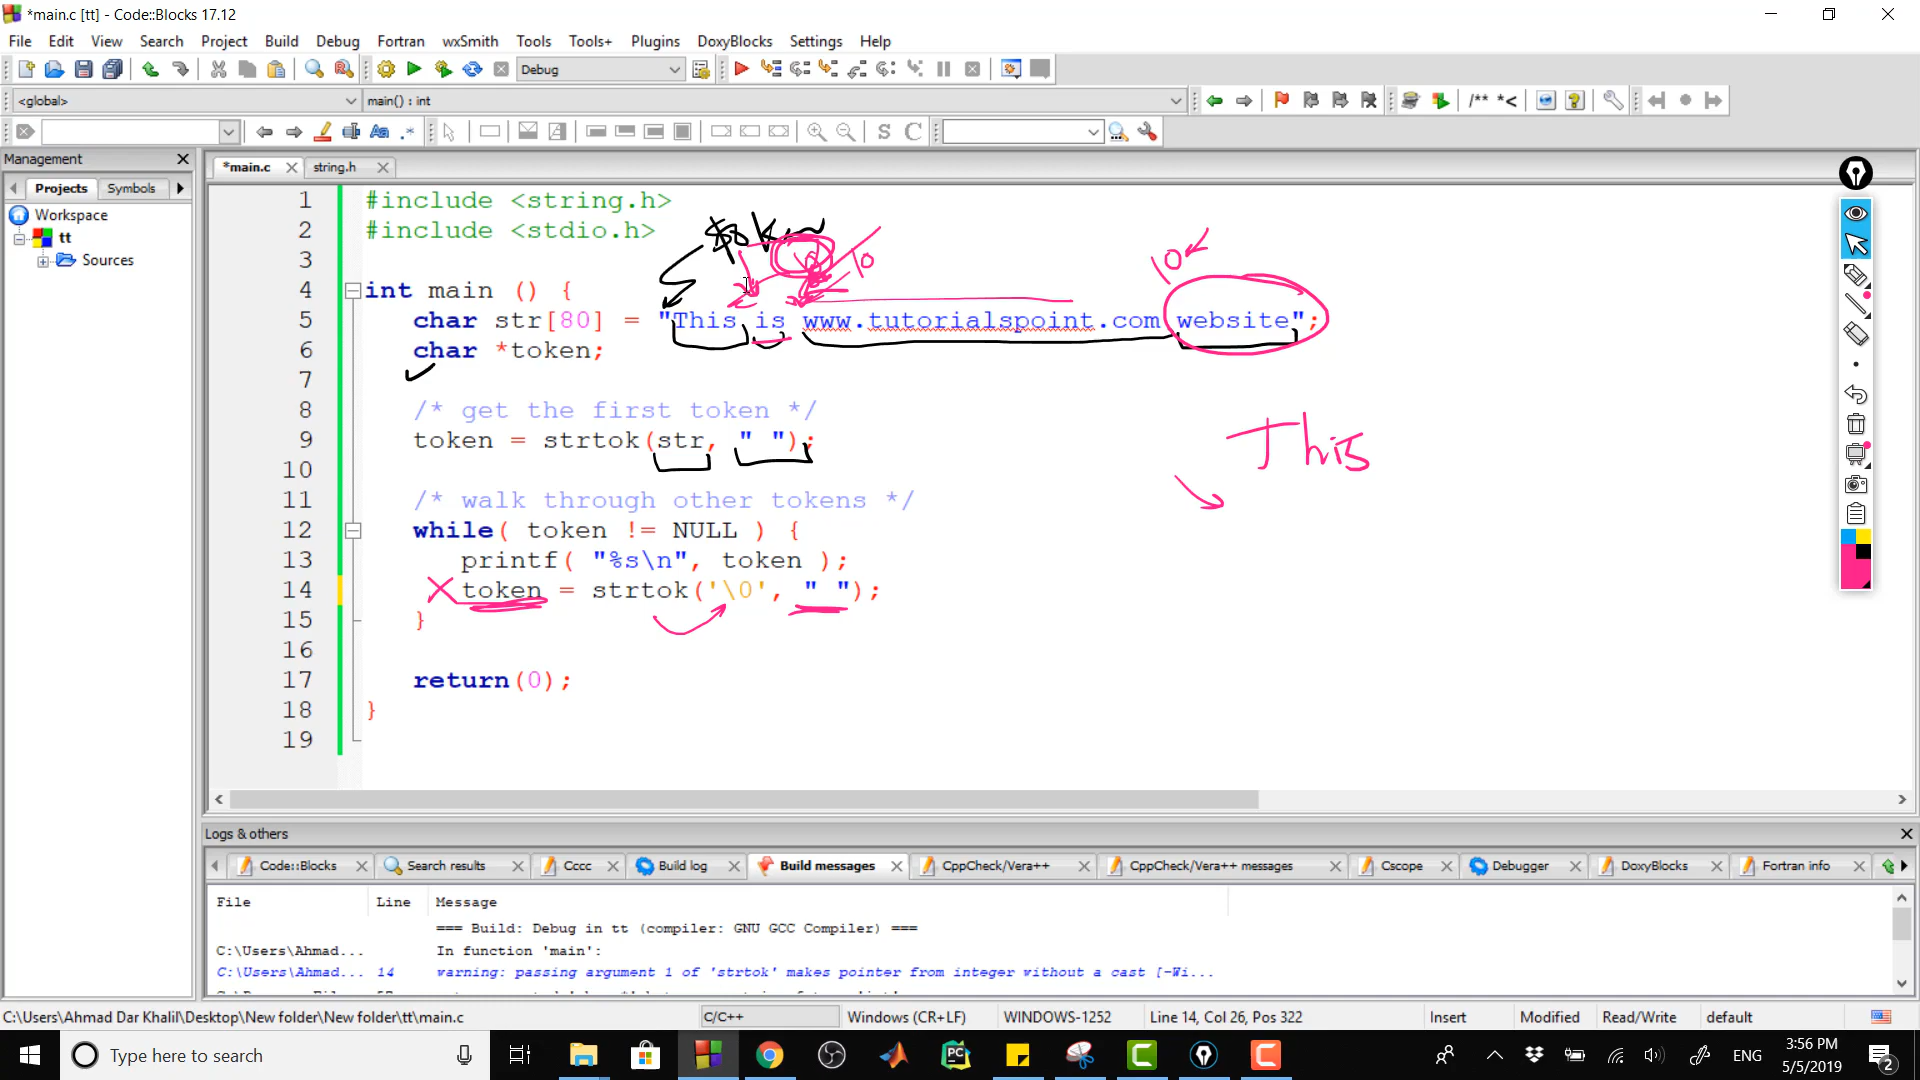 *main.c [tt] - Code::Blocks 17.12
File Edit View Search Project Build Debug Fortran wxSmith Tools Tools+ Plugins DoxyBlocks Settings Help
Debug
<global> main() : int /** *<
Management
*main.c string.h
Projects Symbols
Workspace
tt
Sources
1 #include <string.h>
2 #include <stdio.h>
3
4 int main () {
5 char str[80] = "This is www.tutorialspoint.com website";
6 char *token;
7
8 /* get the first token */
9 token = strtok(str, " ");
10
11 /* walk through other tokens */
12 while( token != NULL ) {
13 printf( "%s\n", token );
14 token = strtok('\0', " ");
15 }
16
17 return(0);
18 }
19
10
10
This
Logs & others
Code::Blocks Search results Cccc Build log Build messages CppCheck/Vera++ CppCheck/Vera++ messages Cscope Debugger DoxyBlocks Fortran info
File Line Message
=== Build: Debug in tt (compiler: GNU GCC Compiler) ===
C:\Users\Ahmad... In function 'main':
C:\Users\Ahmad... 14 warning: passing argument 1 of 'strtok' makes pointer from integer without a cast [-Wi...
C:\Users\Ahmad Dar Khalil\Desktop\New folder\New folder\tt\main.c C/C++ Windows (CR+LF) WINDOWS-1252 Line 14, Col 26, Pos 322 Insert Modified Read/Write default
Type here to search
ENG
3:56 PM
5/5/2019
2